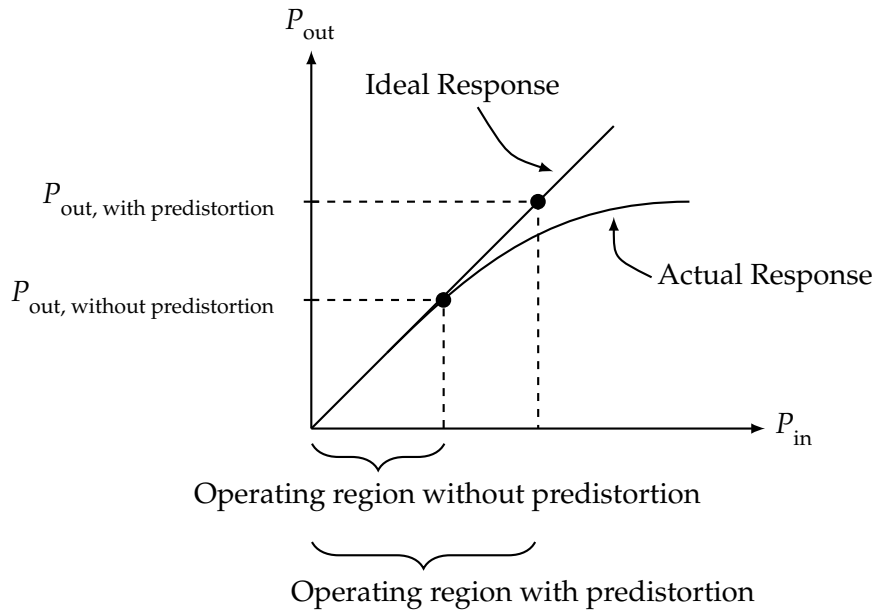 P_out
Ideal Response
P_out, with predistortion
P_out, without predistortion
Actual Response
P_in
Operating region without predistortion
Operating region with predistortion